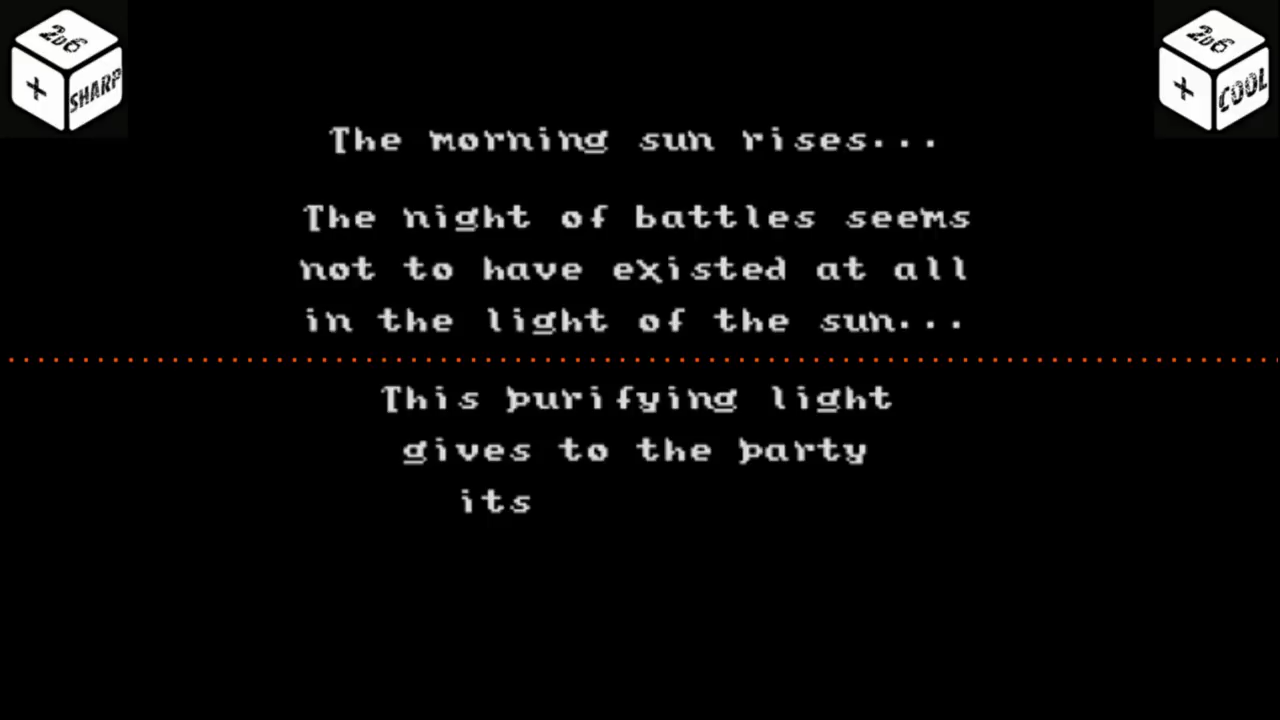 2D6
+
SHARP
2D6
+
COOL
The morning sun rises...
The night of battles seems
not to have existed at all
in the light of the sun...
This purifying light
gives to the party
its